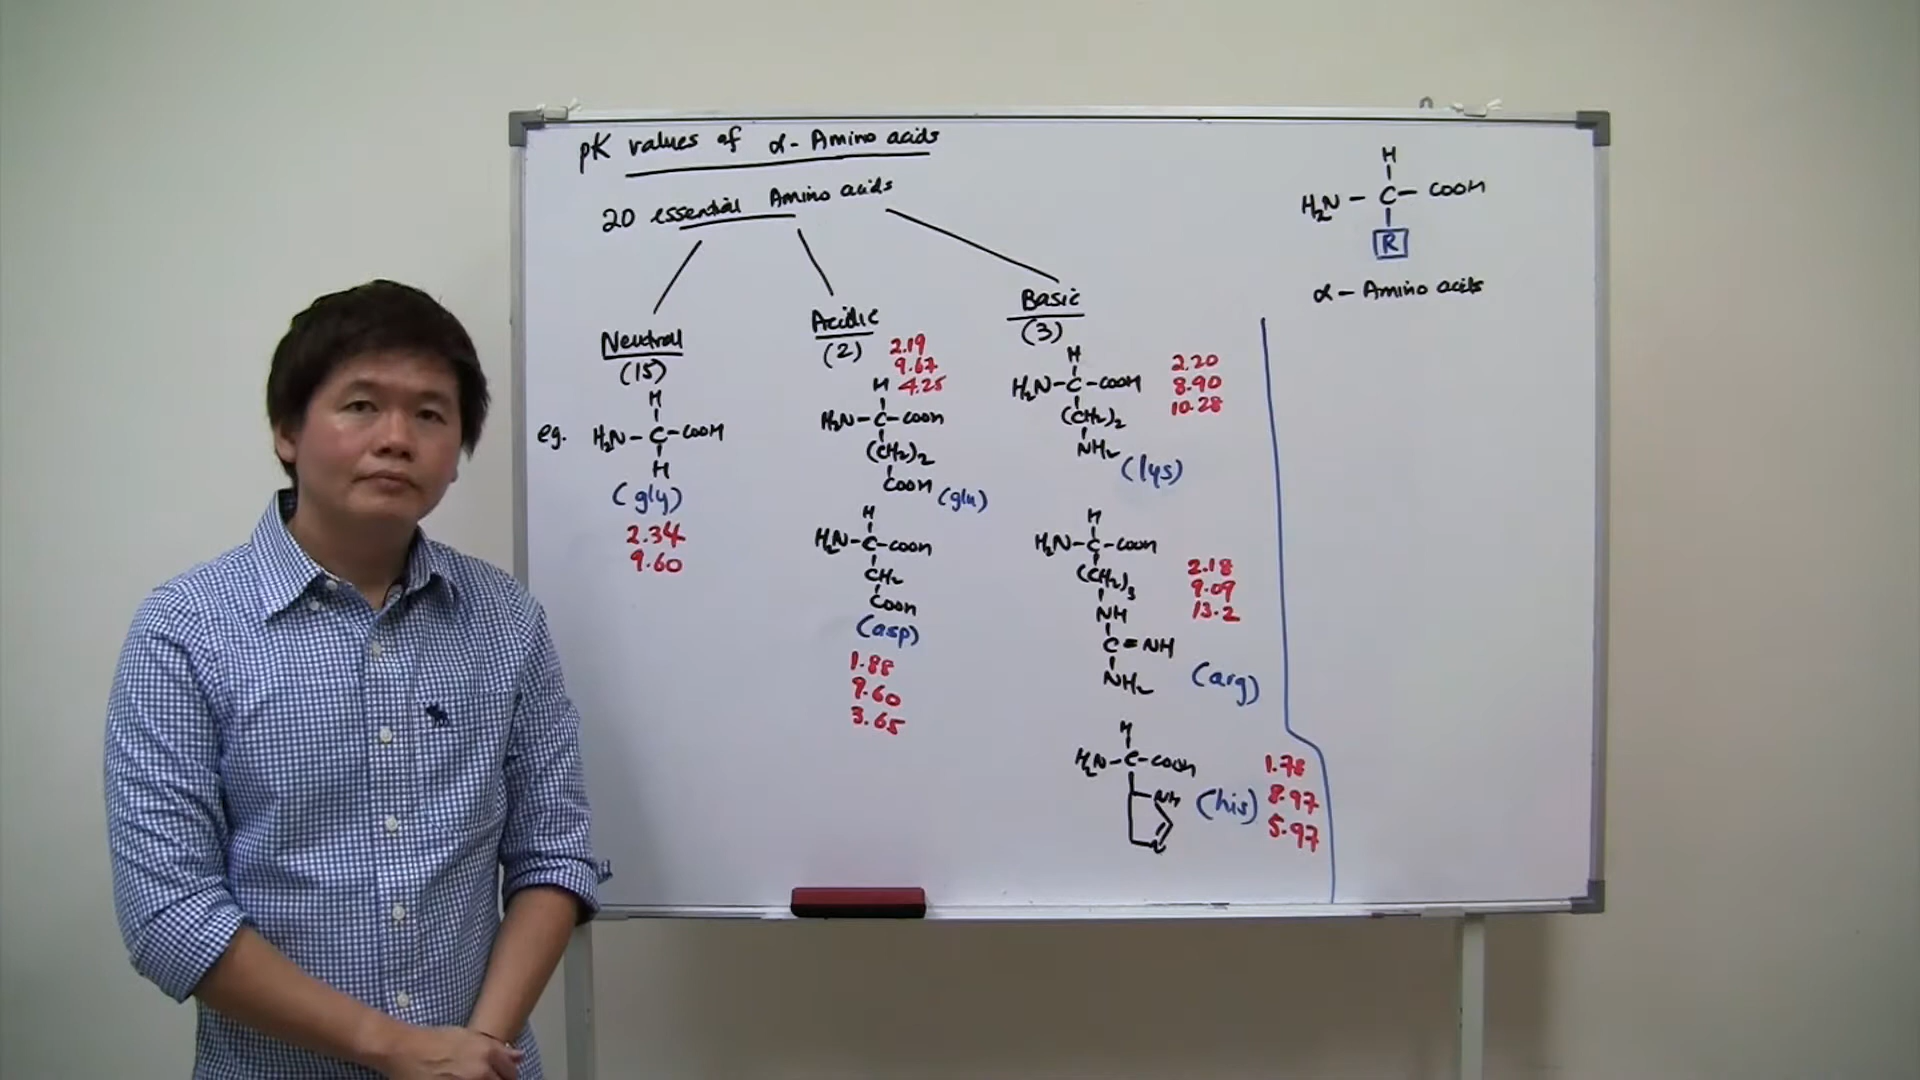 pK values of α- Amino acids
20 essential Amino acids
Neutral
(15)
eg.
H
H₂N-C-COOH
H
(gly)
2.34
9.60
Acidic
(2)
2.19
9.67
4.25
H
H₂N-C-COOH
(CH₂)₂
COOH
(glu)
H
H₂N-C-COOH
CH₂
COOH
(asp)
1.88
9.60
3.65
Basic
(3)
H
H₂N-C-COOH
(CH₂)₂
NH₂
(lys)
2.20
8.90
10.28
H
H₂N-C-COOH
(CH₂)₃
NH
C=NH
NH₂
(arg)
2.18
9.09
13.2
H
H₂N-C-COOH
NH
N
(his)
1.78
8.97
5.97
H
H₂N - C - COOH
R
α- Amino acids